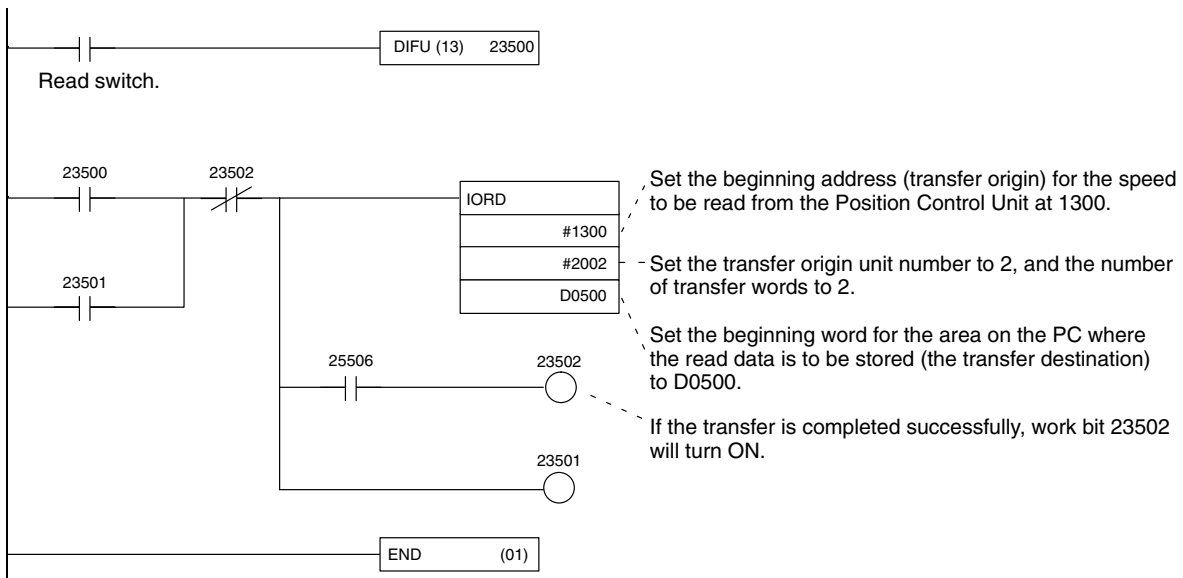 DIFU (13) 23500
Read switch.
23500
23502
IORD
#1300
#2002
D0500
23501
Set the beginning address (transfer origin) for the speed
to be read from the Position Control Unit at 1300.
Set the transfer origin unit number to 2, and the number
of transfer words to 2.
Set the beginning word for the area on the PC where
the read data is to be stored (the transfer destination)
to D0500.
25506
23502
If the transfer is completed successfully, work bit 23502
will turn ON.
23501
END (01)